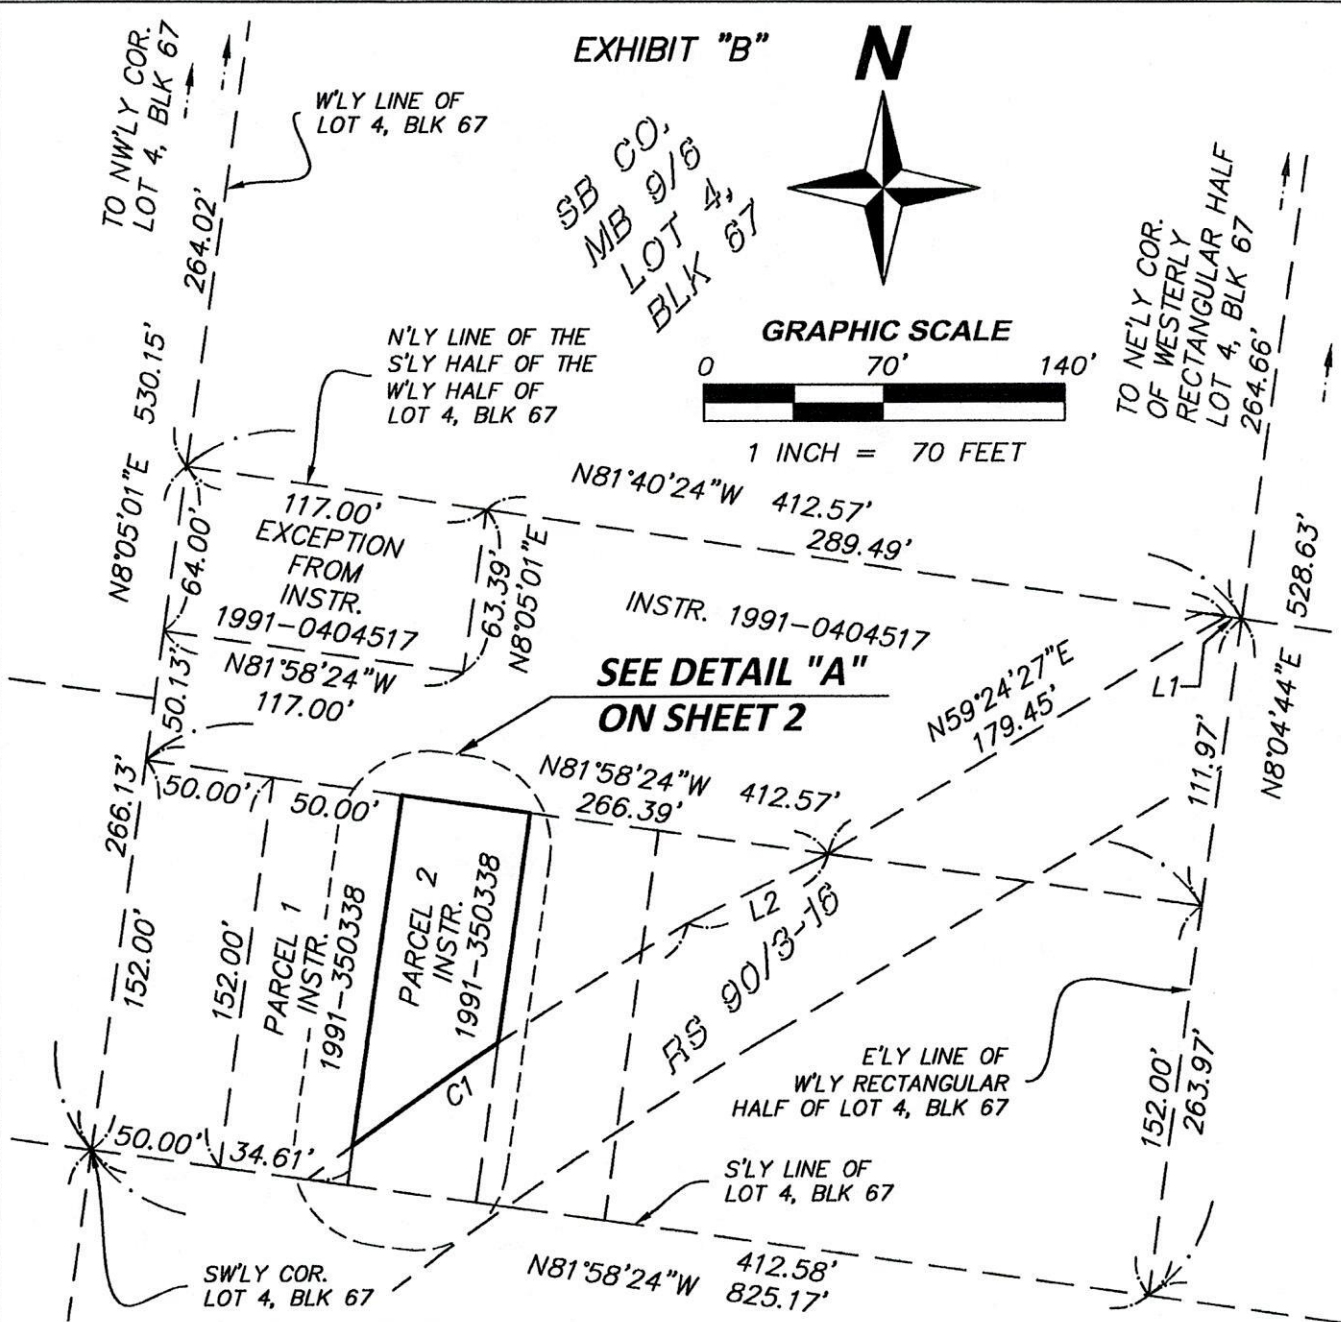 EXHIBIT "B"
N
TO NW'LY COR.
LOT 4, BLK 67
W'LY LINE OF
LOT 4, BLK 67
264.02'
SB CO,
MB 9/6
LOT 4,
BLK 67
TO NE'LY COR.
OF WESTERLY
RECTANGULAR HALF
LOT 4, BLK 67
264.66'
GRAPHIC SCALE
0 70' 140'
1 INCH = 70 FEET
N'LY LINE OF THE
S'LY HALF OF THE
W'LY HALF OF
LOT 4, BLK 67
N8°05'01"E 530.15'
N81°40'24"W 412.57'
289.49'
117.00'
EXCEPTION
FROM
INSTR.
1991-0404517
64.00'
63.39'
N8°05'01"E
INSTR. 1991-0404517
N81°58'24"W
117.00'
50.13'
SEE DETAIL "A"
ON SHEET 2
N59°24'27"E
179.45'
L1
N8°04'44"E 528.63'
111.97'
N81°58'24"W 412.57'
266.39'
50.00'
50.00'
266.13'
152.00'
152.00'
PARCEL 1
INSTR.
1991-350338
PARCEL 2
INSTR.
1991-350338
L2
C1
RS 90/3-16
E'LY LINE OF
W'LY RECTANGULAR
HALF OF LOT 4, BLK 67
152.00'
263.97'
50.00'
34.61'
S'LY LINE OF
LOT 4, BLK 67
SW'LY COR.
LOT 4, BLK 67
N81°58'24"W 412.58'
825.17'